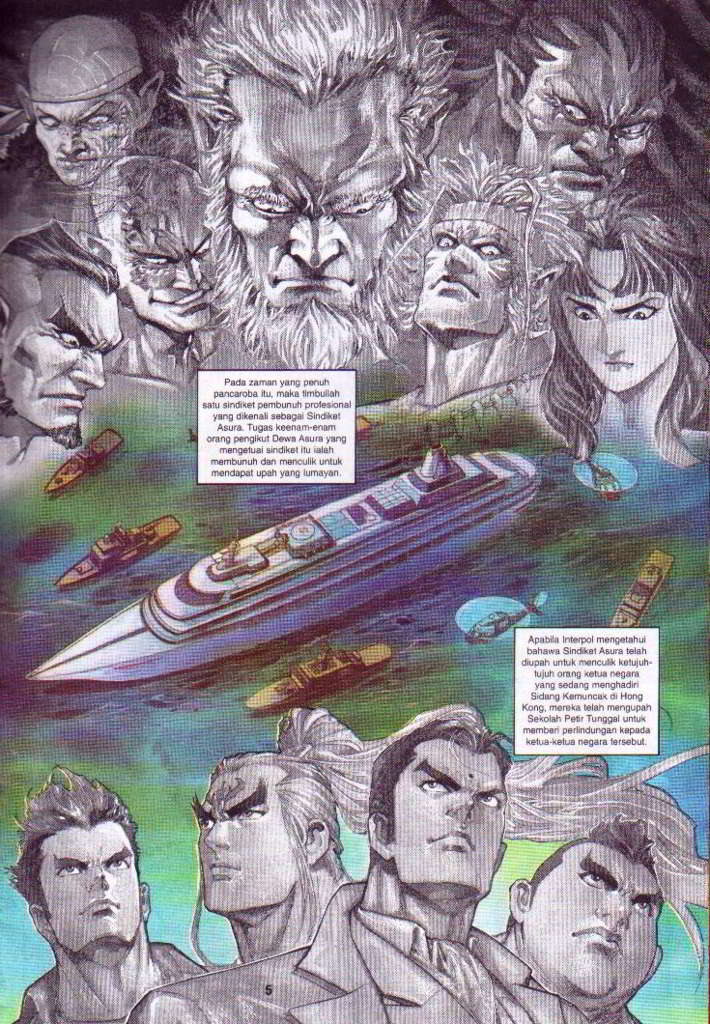 Pada zaman yang penuh
pancaroba itu, maka timbullah
satu sindiket pembunuh profesional
yang dikenali sebagai Sindiket
Asura. Tugas keenam-enam
orang pengikut Dewa Asura yang
mengetuai sindiket itu ialah
membunuh dan menculik untuk
mendapat upah yang lumayan.
Apabila Interpol mengetahui
bahawa Sindiket Asura telah
diupah untuk menculik ketujuh-
tujuh orang ketua negara
yang sedang menghadiri
Sidang Kemuncak di Hong
Kong, mereka telah mengupah
Sekolah Petir Tunggal untuk
memberi perlindungan kepada
ketua-ketua negara tersebut.
5